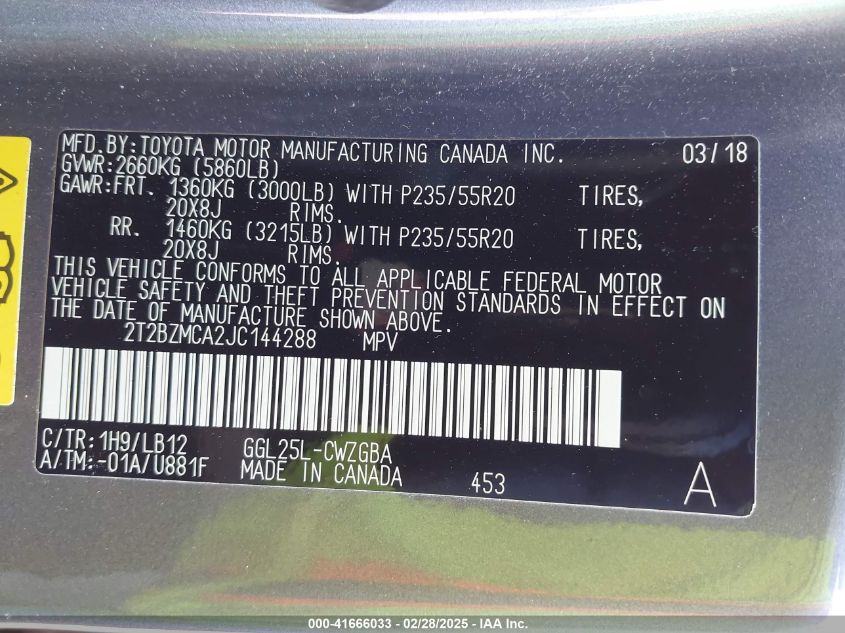 MFD.BY:TOYOTA MOTOR MANUFACTURING CANADA INC. 03/18
GVWR:2660KG (5860LB)
GAWR:FRT. 1360KG (3000LB) WITH P235/55R20 TIRES,
20X8J RIMS.
RR. 1460KG (3215LB) WITH P235/55R20 TIRES,
20X8J RIMS.
THIS VEHICLE CONFORMS TO ALL APPLICABLE FEDERAL MOTOR
VEHICLE SAFETY AND THEFT PREVENTION STANDARDS IN EFFECT ON
THE DATE OF MANUFACTURE SHOWN ABOVE.
2T2BZMCA2JC144288 MPV
C/TR: 1H9/LB12 GGL25L-CWZGBA
A/TM: -01A/U881F MADE IN CANADA 453 A
000-41666033 - 02/28/2025 - IAA Inc.